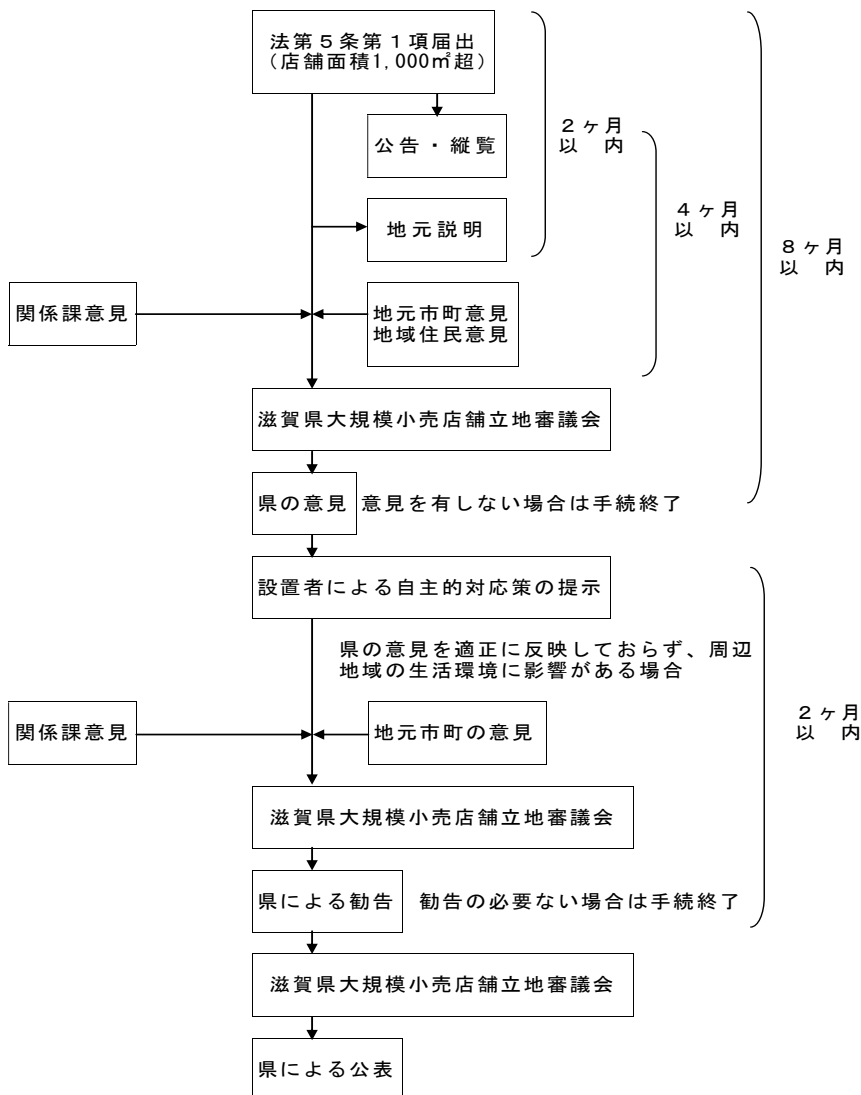 法第５条第１項届出
（店舗面積1,000㎡超）
公告・縦覧
２ヶ月
以　内
地元説明
４ヶ月
以　内
８ヶ月
以　内
関係課意見
地元市町意見
地域住民意見
滋賀県大規模小売店舗立地審議会
県の意見
意見を有しない場合は手続終了
設置者による自主的対応策の提示
県の意見を適正に反映しておらず、周辺
地域の生活環境に影響がある場合
関係課意見
地元市町の意見
２ヶ月
以　内
滋賀県大規模小売店舗立地審議会
県による勧告
勧告の必要ない場合は手続終了
滋賀県大規模小売店舗立地審議会
県による公表